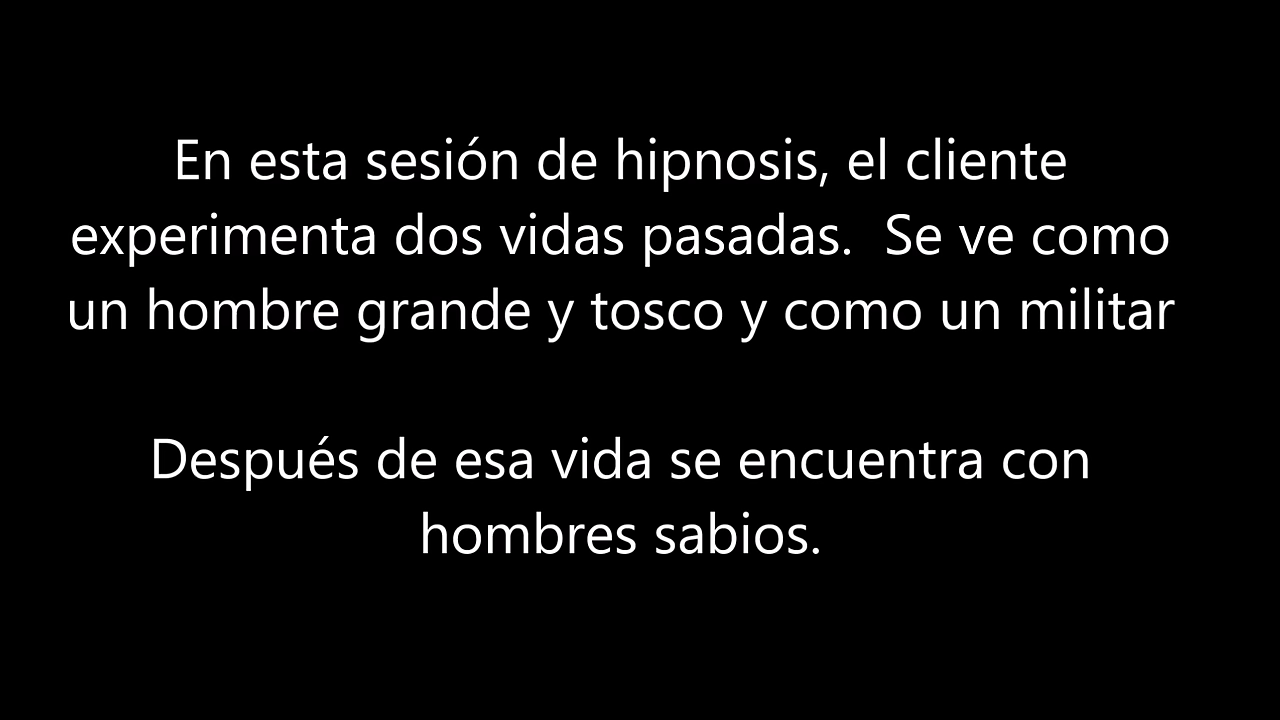 En esta sesión de hipnosis, el cliente
experimenta dos vidas pasadas.  Se ve como
un hombre grande y tosco y como un militar
Después de esa vida se encuentra con
hombres sabios.